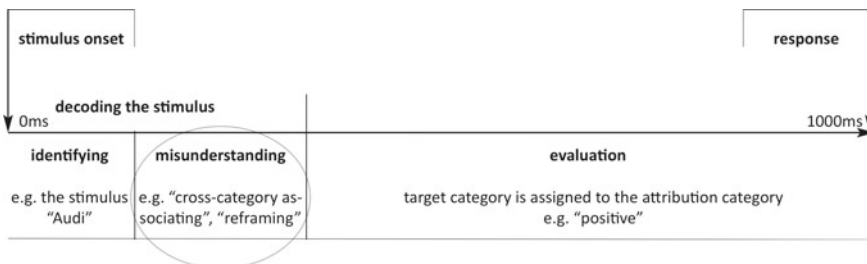 stimulus onset
response
decoding the stimulus
0ms
1000ms
identifying
misunderstanding
evaluation
e.g. the stimulus
"Audi"
e.g. “cross-category as-
sociating”, “reframing”
target category is assigned to the attribution category
e.g. “positive”